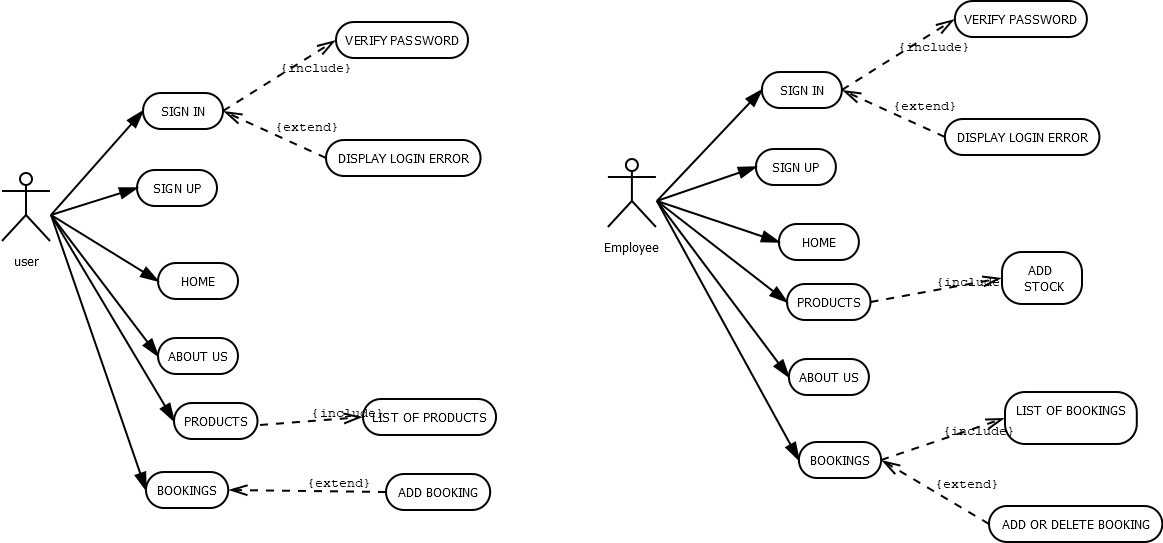 VERIFY PASSWORD
{include}
SIGN IN
{extend}
DISPLAY LOGIN ERROR
SIGN UP
user
HOME
ABOUT US
PRODUCTS
{include}
LIST OF PRODUCTS
BOOKINGS
{extend}
ADD BOOKING
VERIFY PASSWORD
{include}
SIGN IN
{extend}
DISPLAY LOGIN ERROR
SIGN UP
Employee
HOME
PRODUCTS
{include
ADD
STOCK
ABOUT US
BOOKINGS
{include}
LIST OF BOOKINGS
{extend}
ADD OR DELETE BOOKING